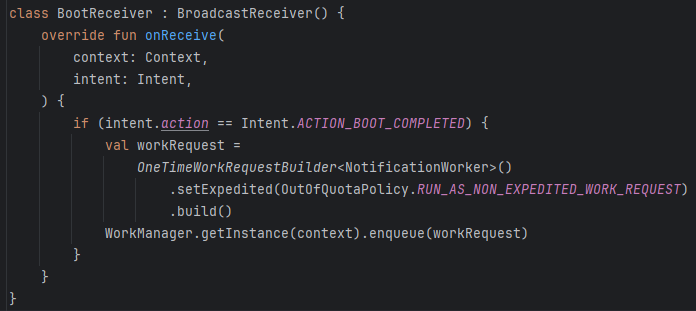 class BootReceiver : BroadcastReceiver() {
    override fun onReceive(
        context: Context,
        intent: Intent,
    ) {
        if (intent.action == Intent.ACTION_BOOT_COMPLETED) {
            val workRequest =
                OneTimeWorkRequestBuilder<NotificationWorker>()
                    .setExpedited(OutOfQuotaPolicy.RUN_AS_NON_EXPEDITED_WORK_REQUEST)
                    .build()
            WorkManager.getInstance(context).enqueue(workRequest)
        }
    }
}